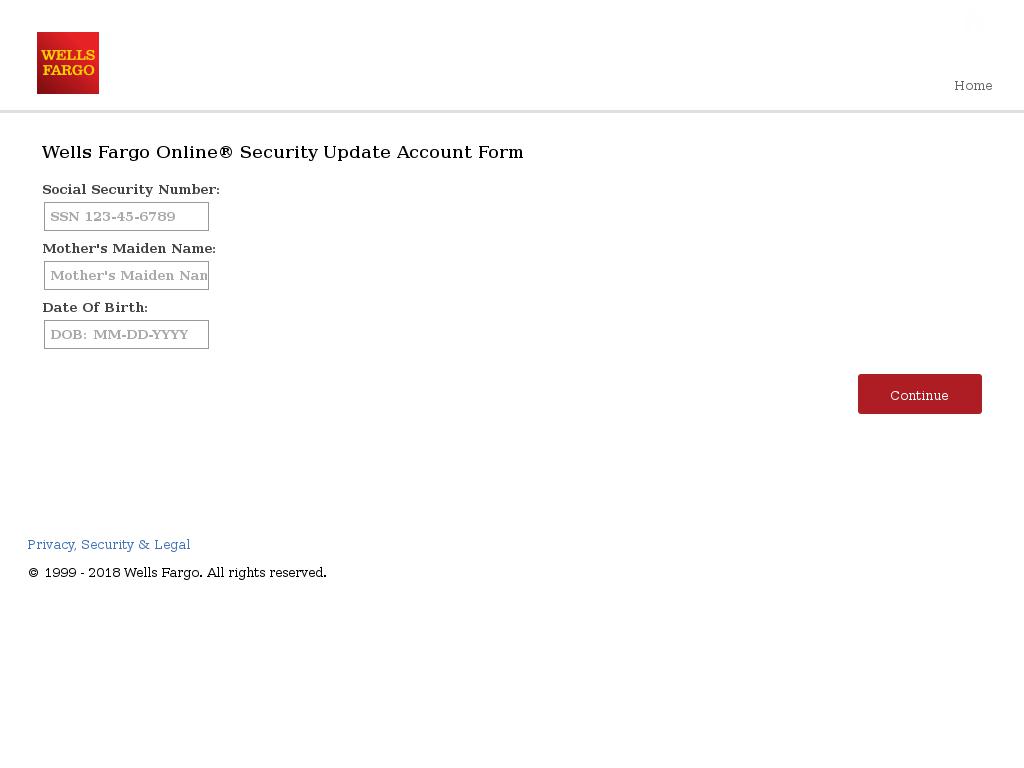 WELLS
FARGO
Home
Wells Fargo Online® Security Update Account Form
Social Security Number:
SSN 123-45-6789
Mother's Maiden Name:
Mother's Maiden Nan
Date Of Birth:
DOB: MM-DD-YYYY
Continue
Privacy, Security & Legal
© 1999 - 2018 Wells Fargo. All rights reserved.